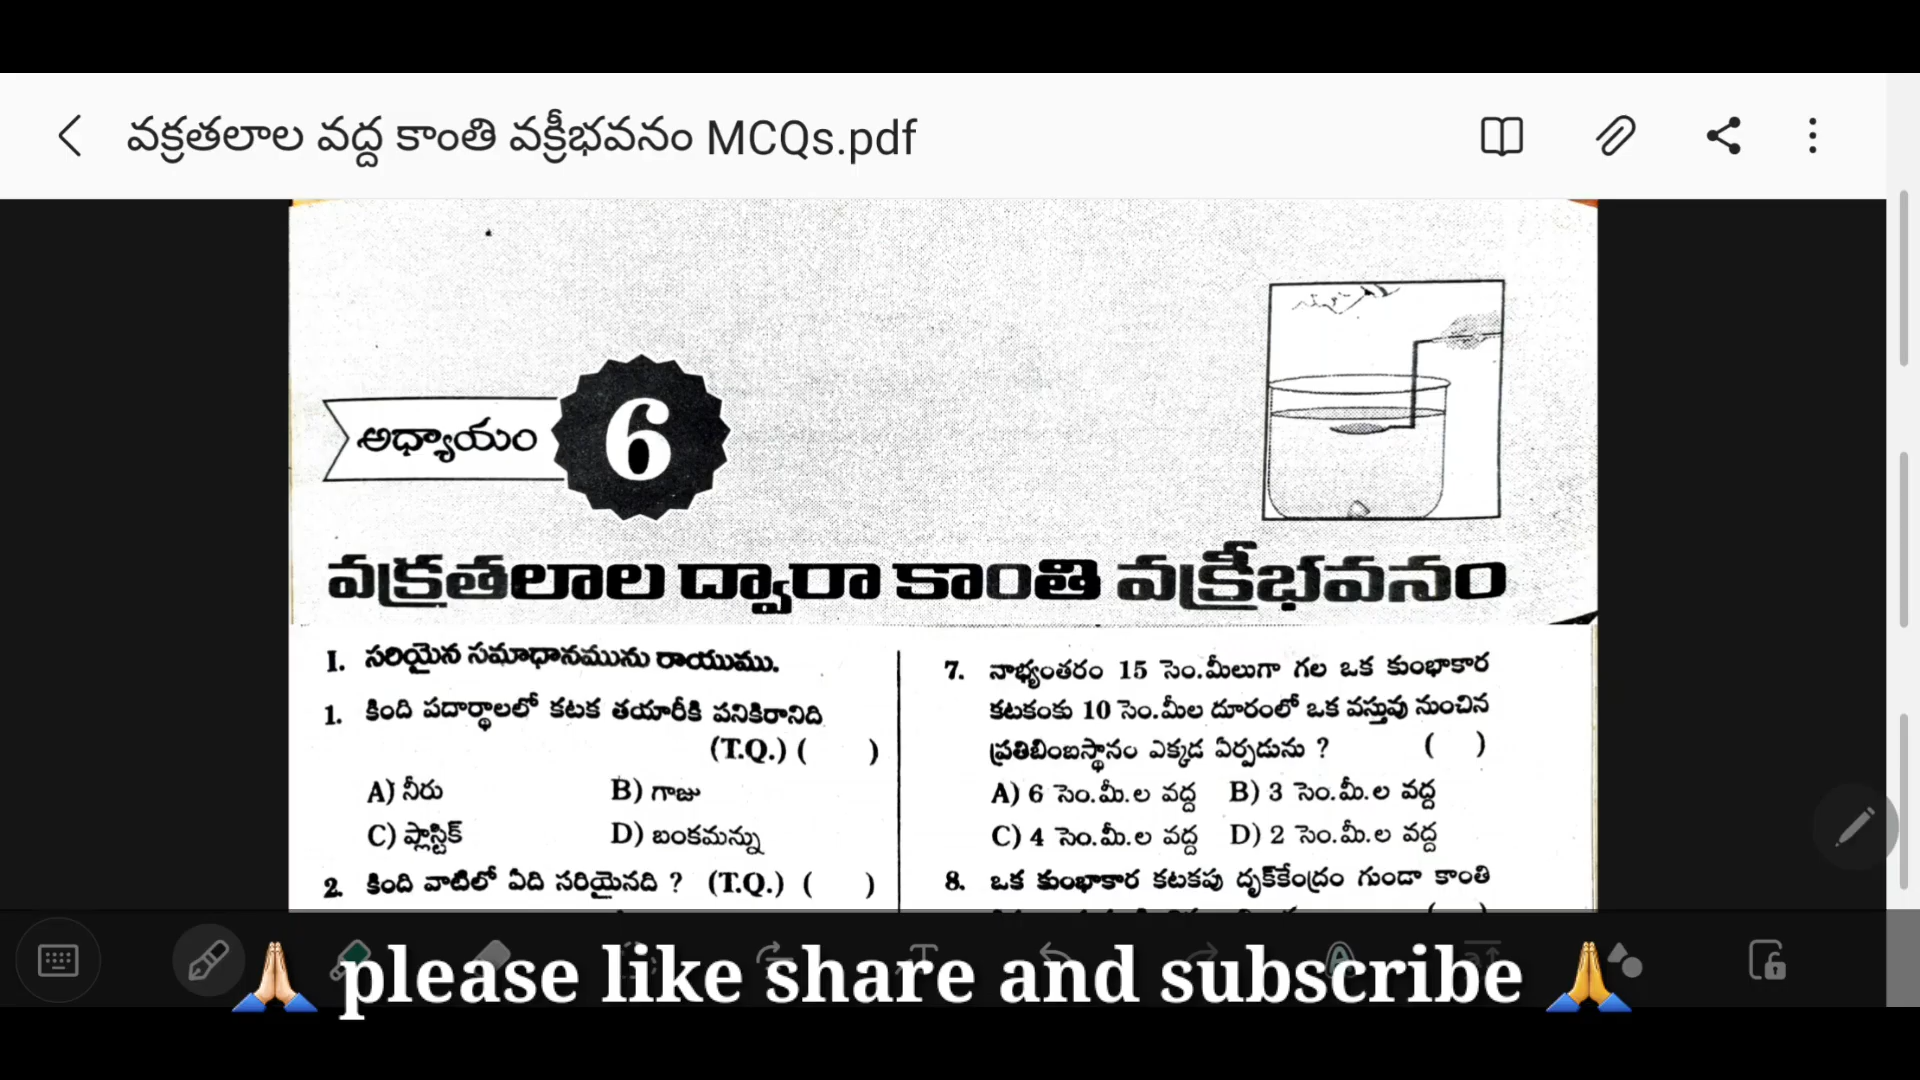 వక్రతలాల వద్ద కాంతి వక్రీభవనం MCQs.pdf
అధ్యాయం 6
వక్రతలాల ద్వారా కాంతి వక్రీభవనం
I. సరియైన సమాధానమును రాయుము.
1. కింది పదార్థాలలో కటక తయారీకి పనికిరానిది
(T.Q.) ( )
A) నీరు B) గాజు
C) ప్లాస్టిక్ D) బంకమన్ను
2. కింది వాటిలో ఏది సరియైనది ? (T.Q.) ( )
7. నాభ్యంతరం 15 సెం.మీలుగా గల ఒక కుంభాకార
కటకంకు 10 సెం.మీల దూరంలో ఒక వస్తువు నుంచిన
ప్రతిబింబస్థానం ఎక్కడ ఏర్పడును ? ( )
A) 6 సెం.మీ.ల వద్ద B) 3 సెం.మీ.ల వద్ద
C) 4 సెం.మీ.ల వద్ద D) 2 సెం.మీ.ల వద్ద
8. ఒక కుంభాకార కటకపు దృక్‌కేంద్రం గుండా కాంతి
🙏🏻 please like share and subscribe 🙏